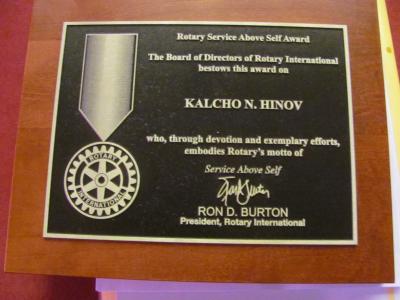 Rotary Service Above Self Award
The Board of Directors of Rotary International
bestows this award on
KALCHO N. HINOV
who, through devotion and exemplary efforts,
embodies Rotary's motto of
Service Above Self
RON D. BURTON
President, Rotary International
ROTARY
INTERNATIONAL